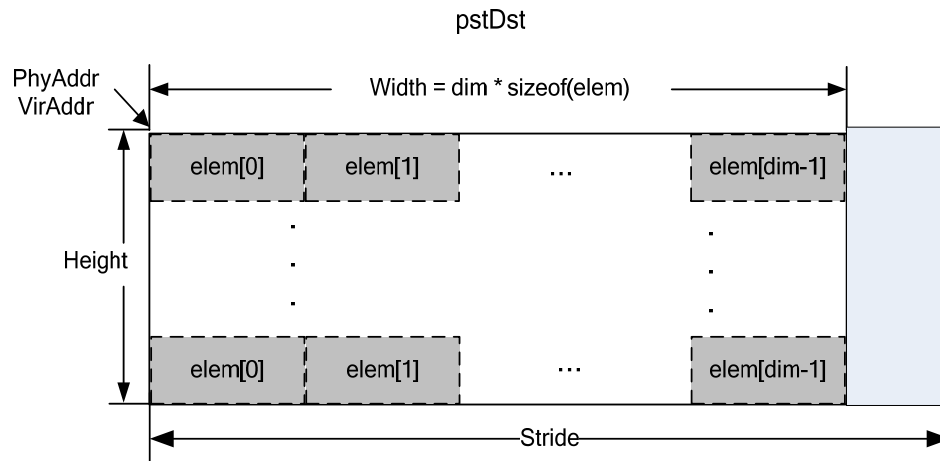 pstDst
PhyAddr
VirAddr
Width = dim * sizeof(elem)
elem[0] elem[1] ... elem[dim-1]
Height
elem[0] elem[1] ... elem[dim-1]
Stride